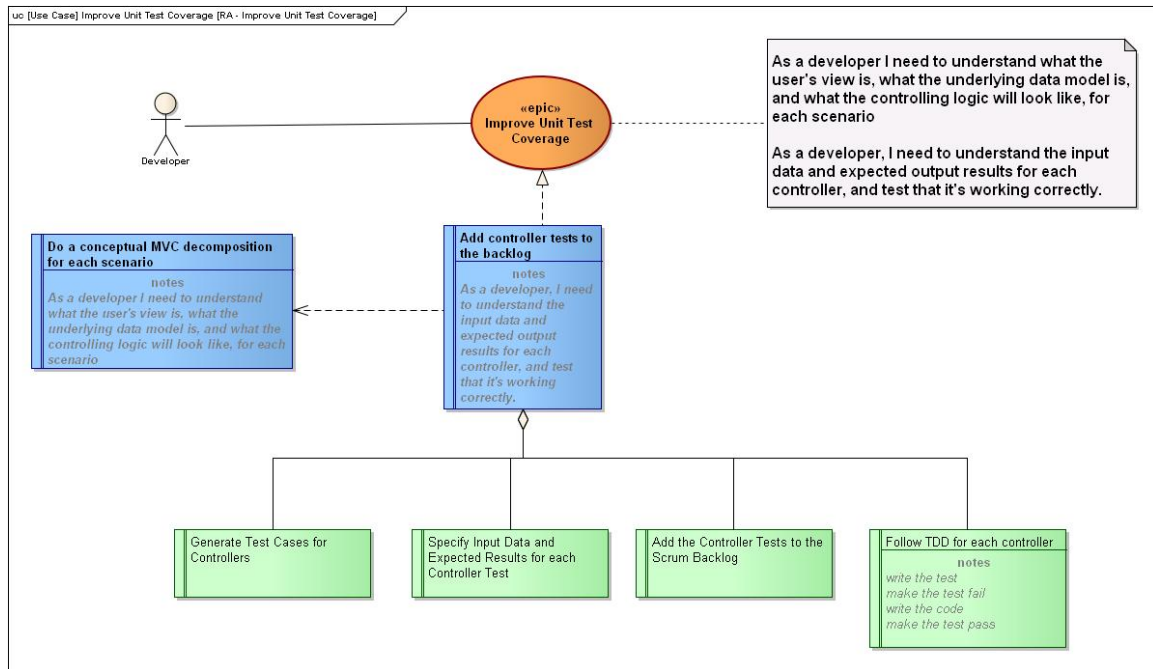 uc [Use Case] Improve Unit Test Coverage [RA - Improve Unit Test Coverage]
Developer
«epic»
Improve Unit Test
Coverage
As a developer I need to understand what the
user's view is, what the underlying data model is,
and what the controlling logic will look like, for
each scenario
As a developer, I need to understand the input
data and expected output results for each
controller, and test that it's working correctly.
Do a conceptual MVC decomposition
for each scenario
notes
As a developer I need to understand
what the user's view is, what the
underlying data model is, and what the
controlling logic will look like, for each
scenario
Add controller tests to
the backlog
notes
As a developer, I need
to understand the
input data and
expected output
results for each
controller, and test
that it's working
correctly.
Generate Test Cases for
Controllers
Specify Input Data and
Expected Results for each
Controller Test
Add the Controller Tests to the
Scrum Backlog
Follow TDD for each controller
notes
write the test
make the test fail
write the code
make the test pass